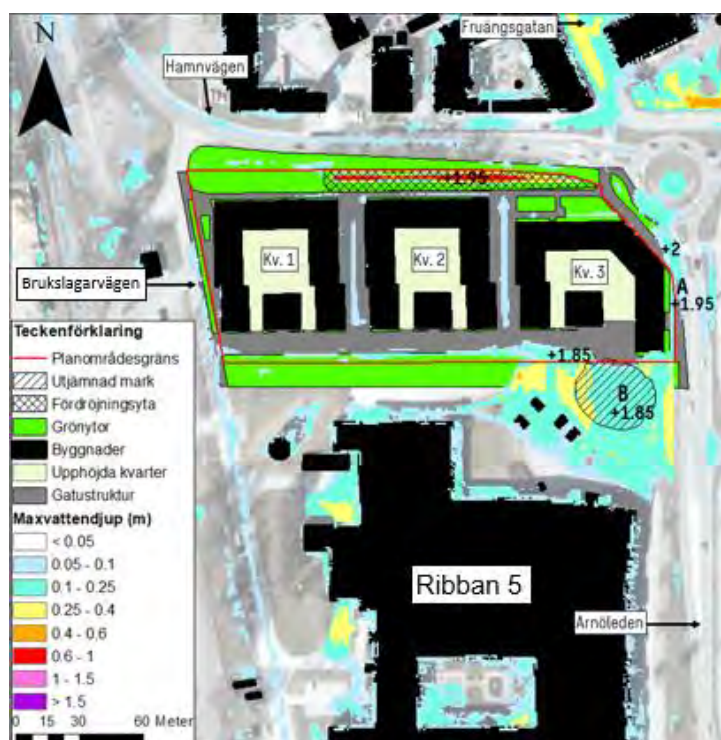 N
Fruängsgatan
Hamnvägen
+1.95
Kv. 1
Kv. 2
Kv. 3
+2
A
+1.95
Brukslagarvägen
+1.85
B
+1.85
Teckenförklaring
Planområdesgräns
Utjämnad mark
Fördröjningsyta
Grönytor
Byggnader
Upphöjda kvarter
Gatustruktur
Maxvattendjup (m)
< 0.05
0.05 - 0.1
0.1 - 0.25
0.25 - 0.4
0.4 - 0.6
0.6 - 1
1 - 1.5
> 1.5
Ribban 5
Arnöleden
0 15 30 60 Meter